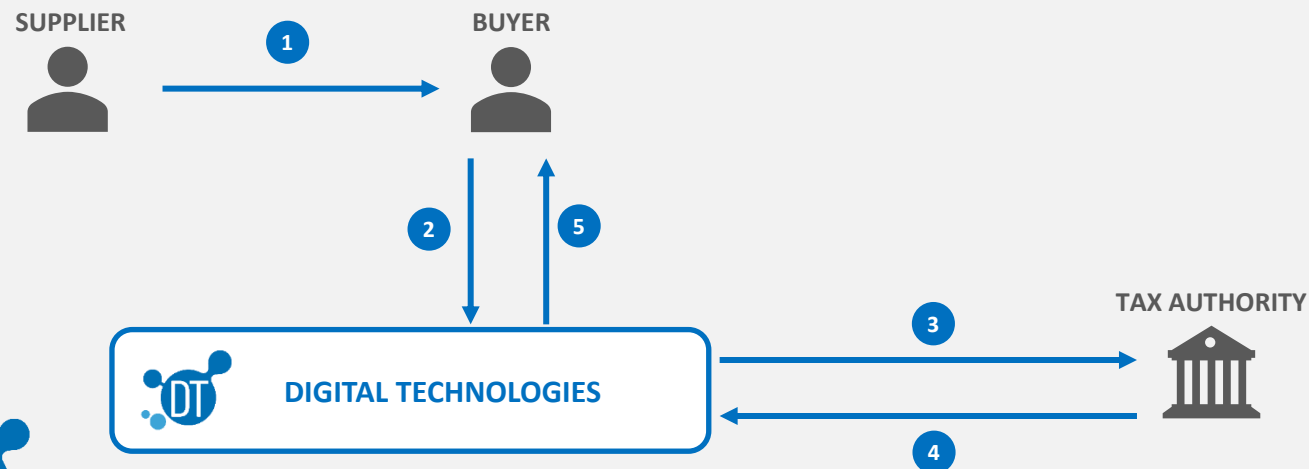 SUPPLIER
BUYER
1
2
5
TAX AUTHORITY
3
DT
DIGITAL TECHNOLOGIES
4